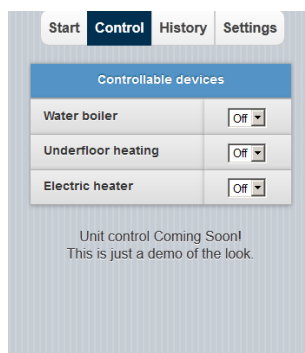 Start Control History Settings
Controllable devices
Water boiler Off
Underfloor heating Off
Electric heater Off
Unit control Coming Soon!
This is just a demo of the look.